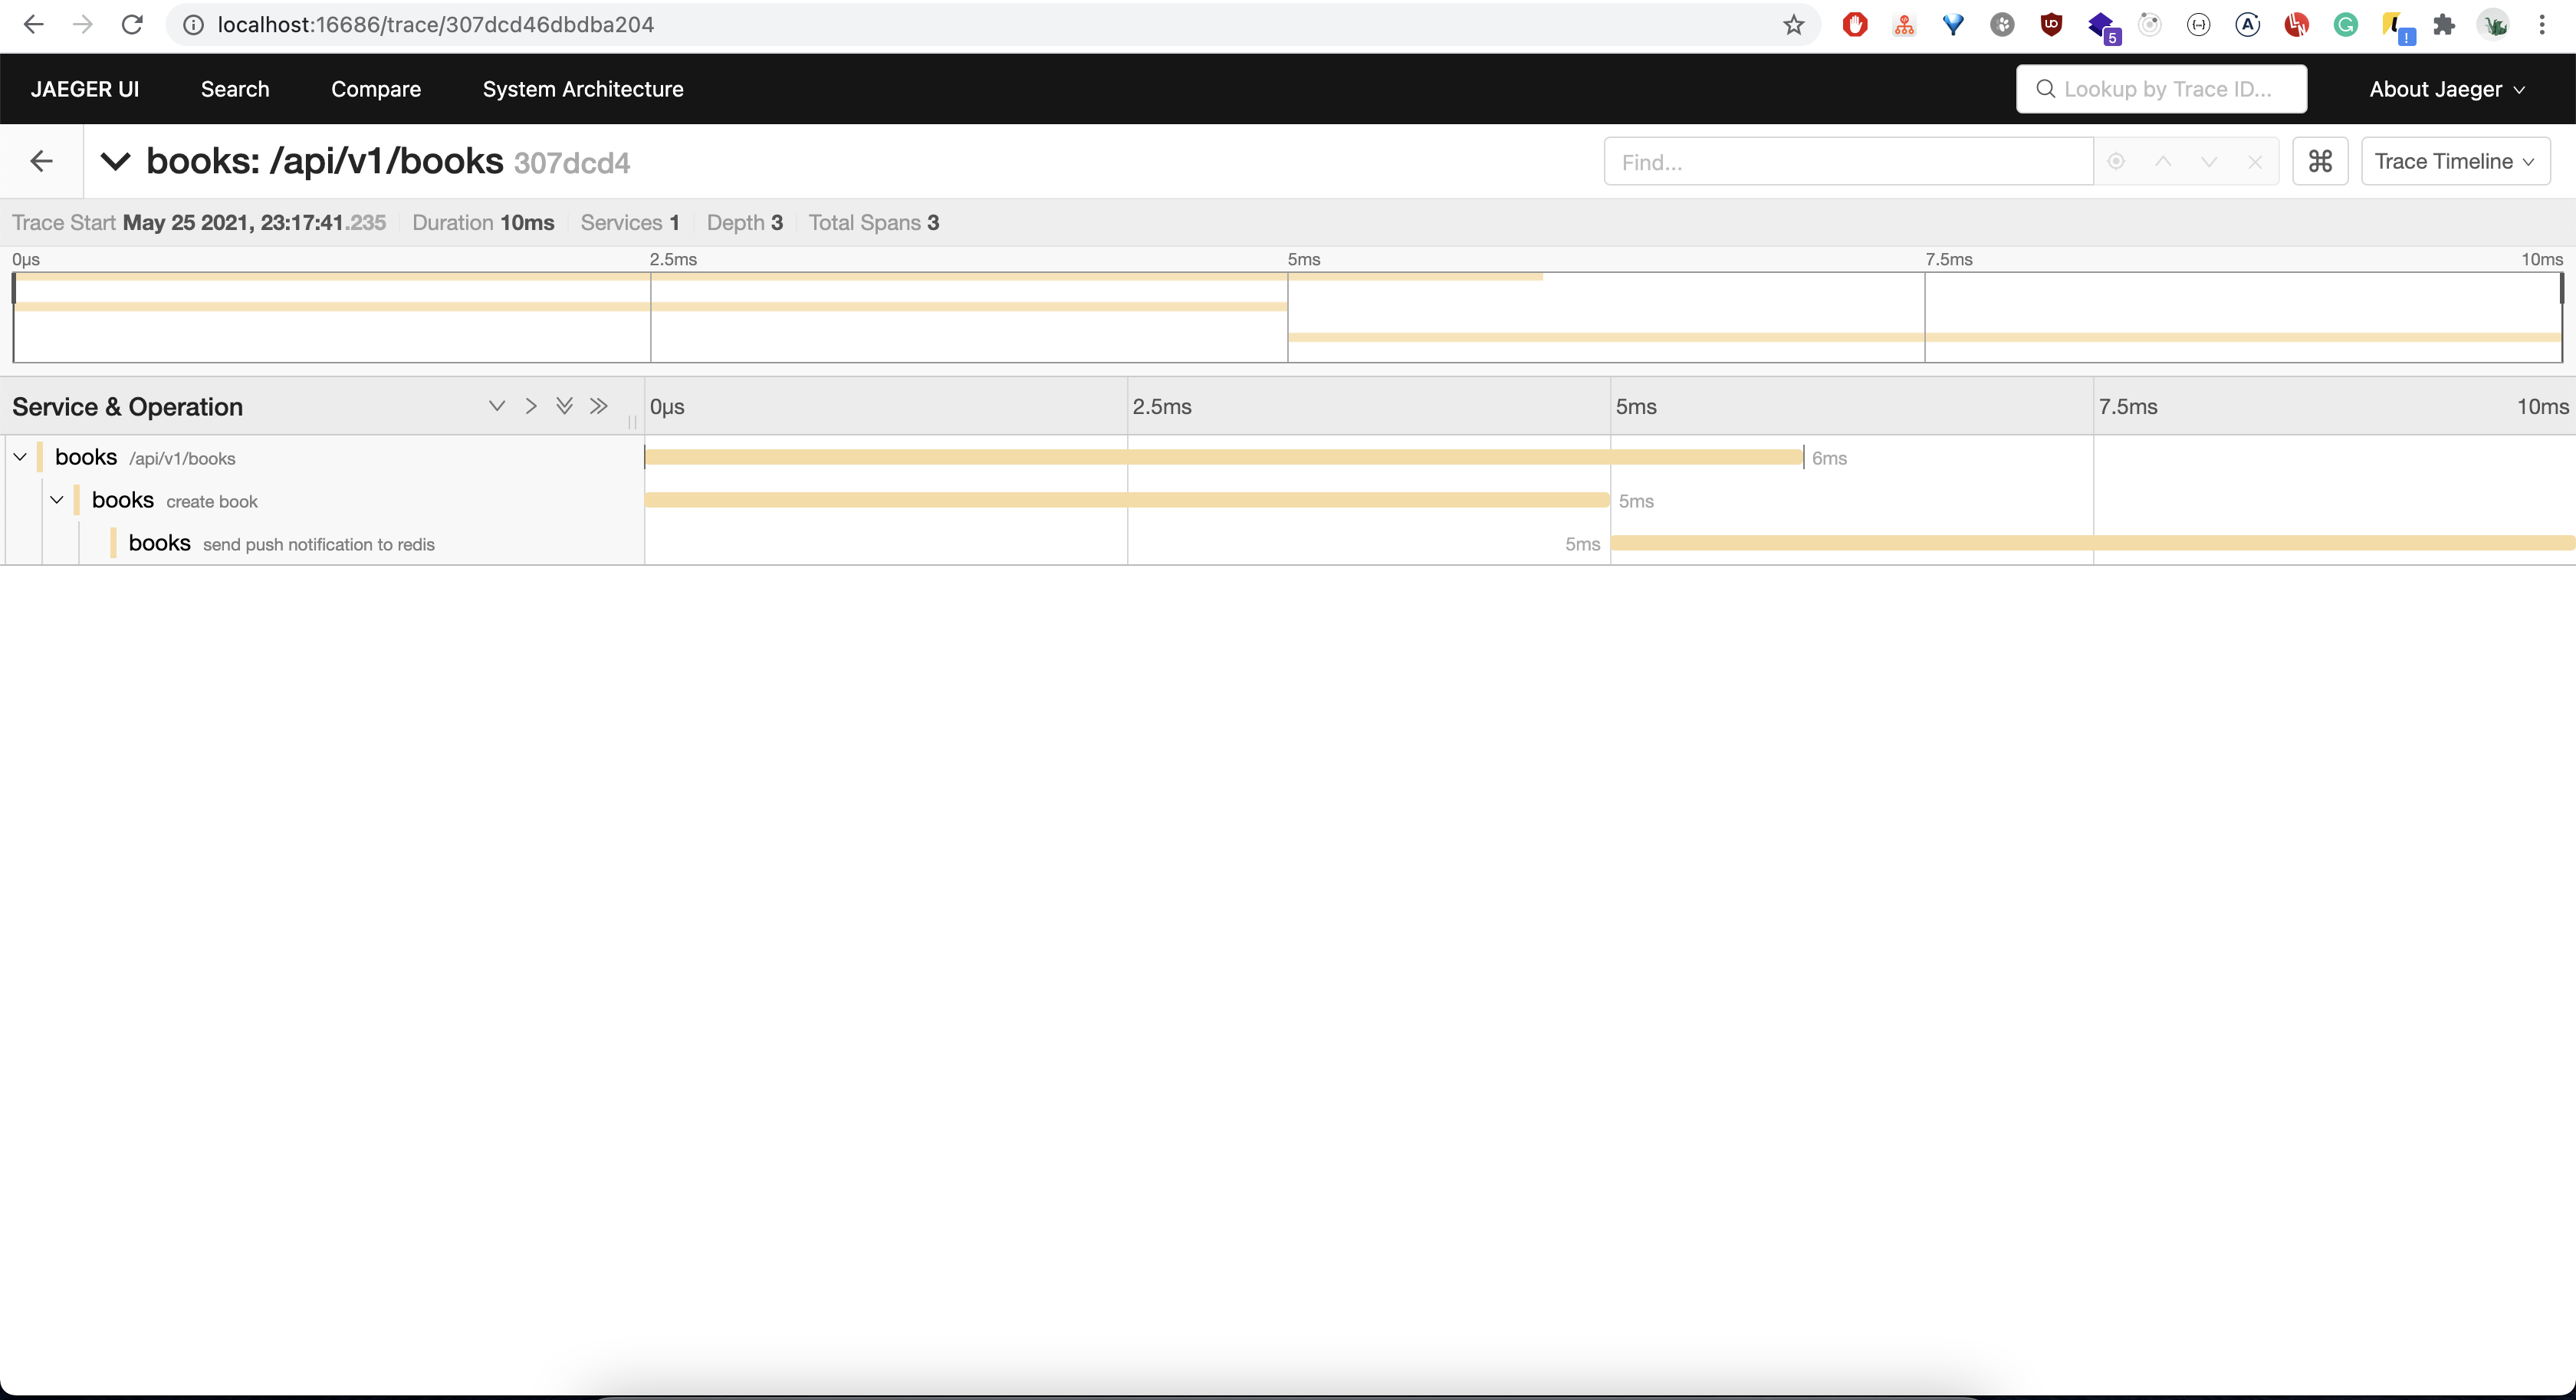 localhost:16686/trace/307dcd46dbdba204
5
!
JAEGER UI Search Compare System Architecture Lookup by Trace ID... About Jaeger
books: /api/v1/books 307dcd4 Find... ⌘ Trace Timeline
Trace Start May 25 2021, 23:17:41.235 Duration 10ms Services 1 Depth 3 Total Spans 3
0μs 2.5ms 5ms 7.5ms 10ms
Service & Operation 0μs 2.5ms 5ms 7.5ms 10ms
books /api/v1/books 6ms
books create book 5ms
books send push notification to redis 5ms